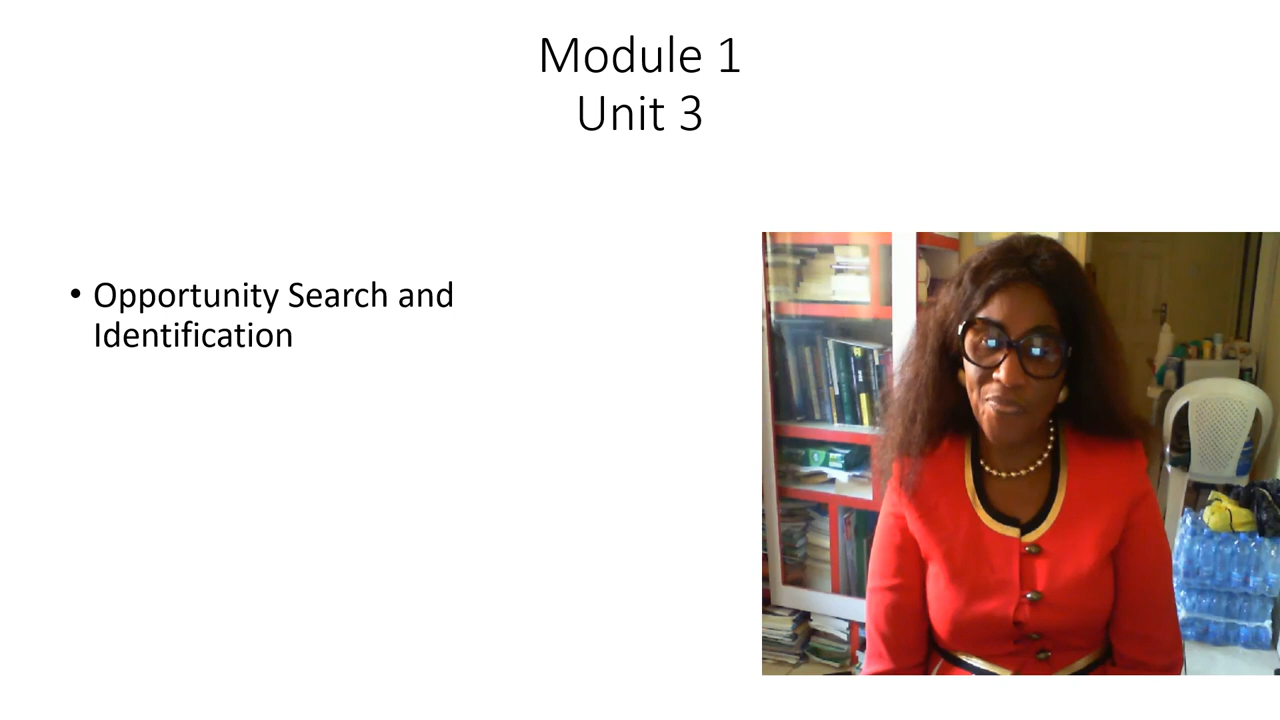 Module 1
Unit 3
• Opportunity Search and
Identification